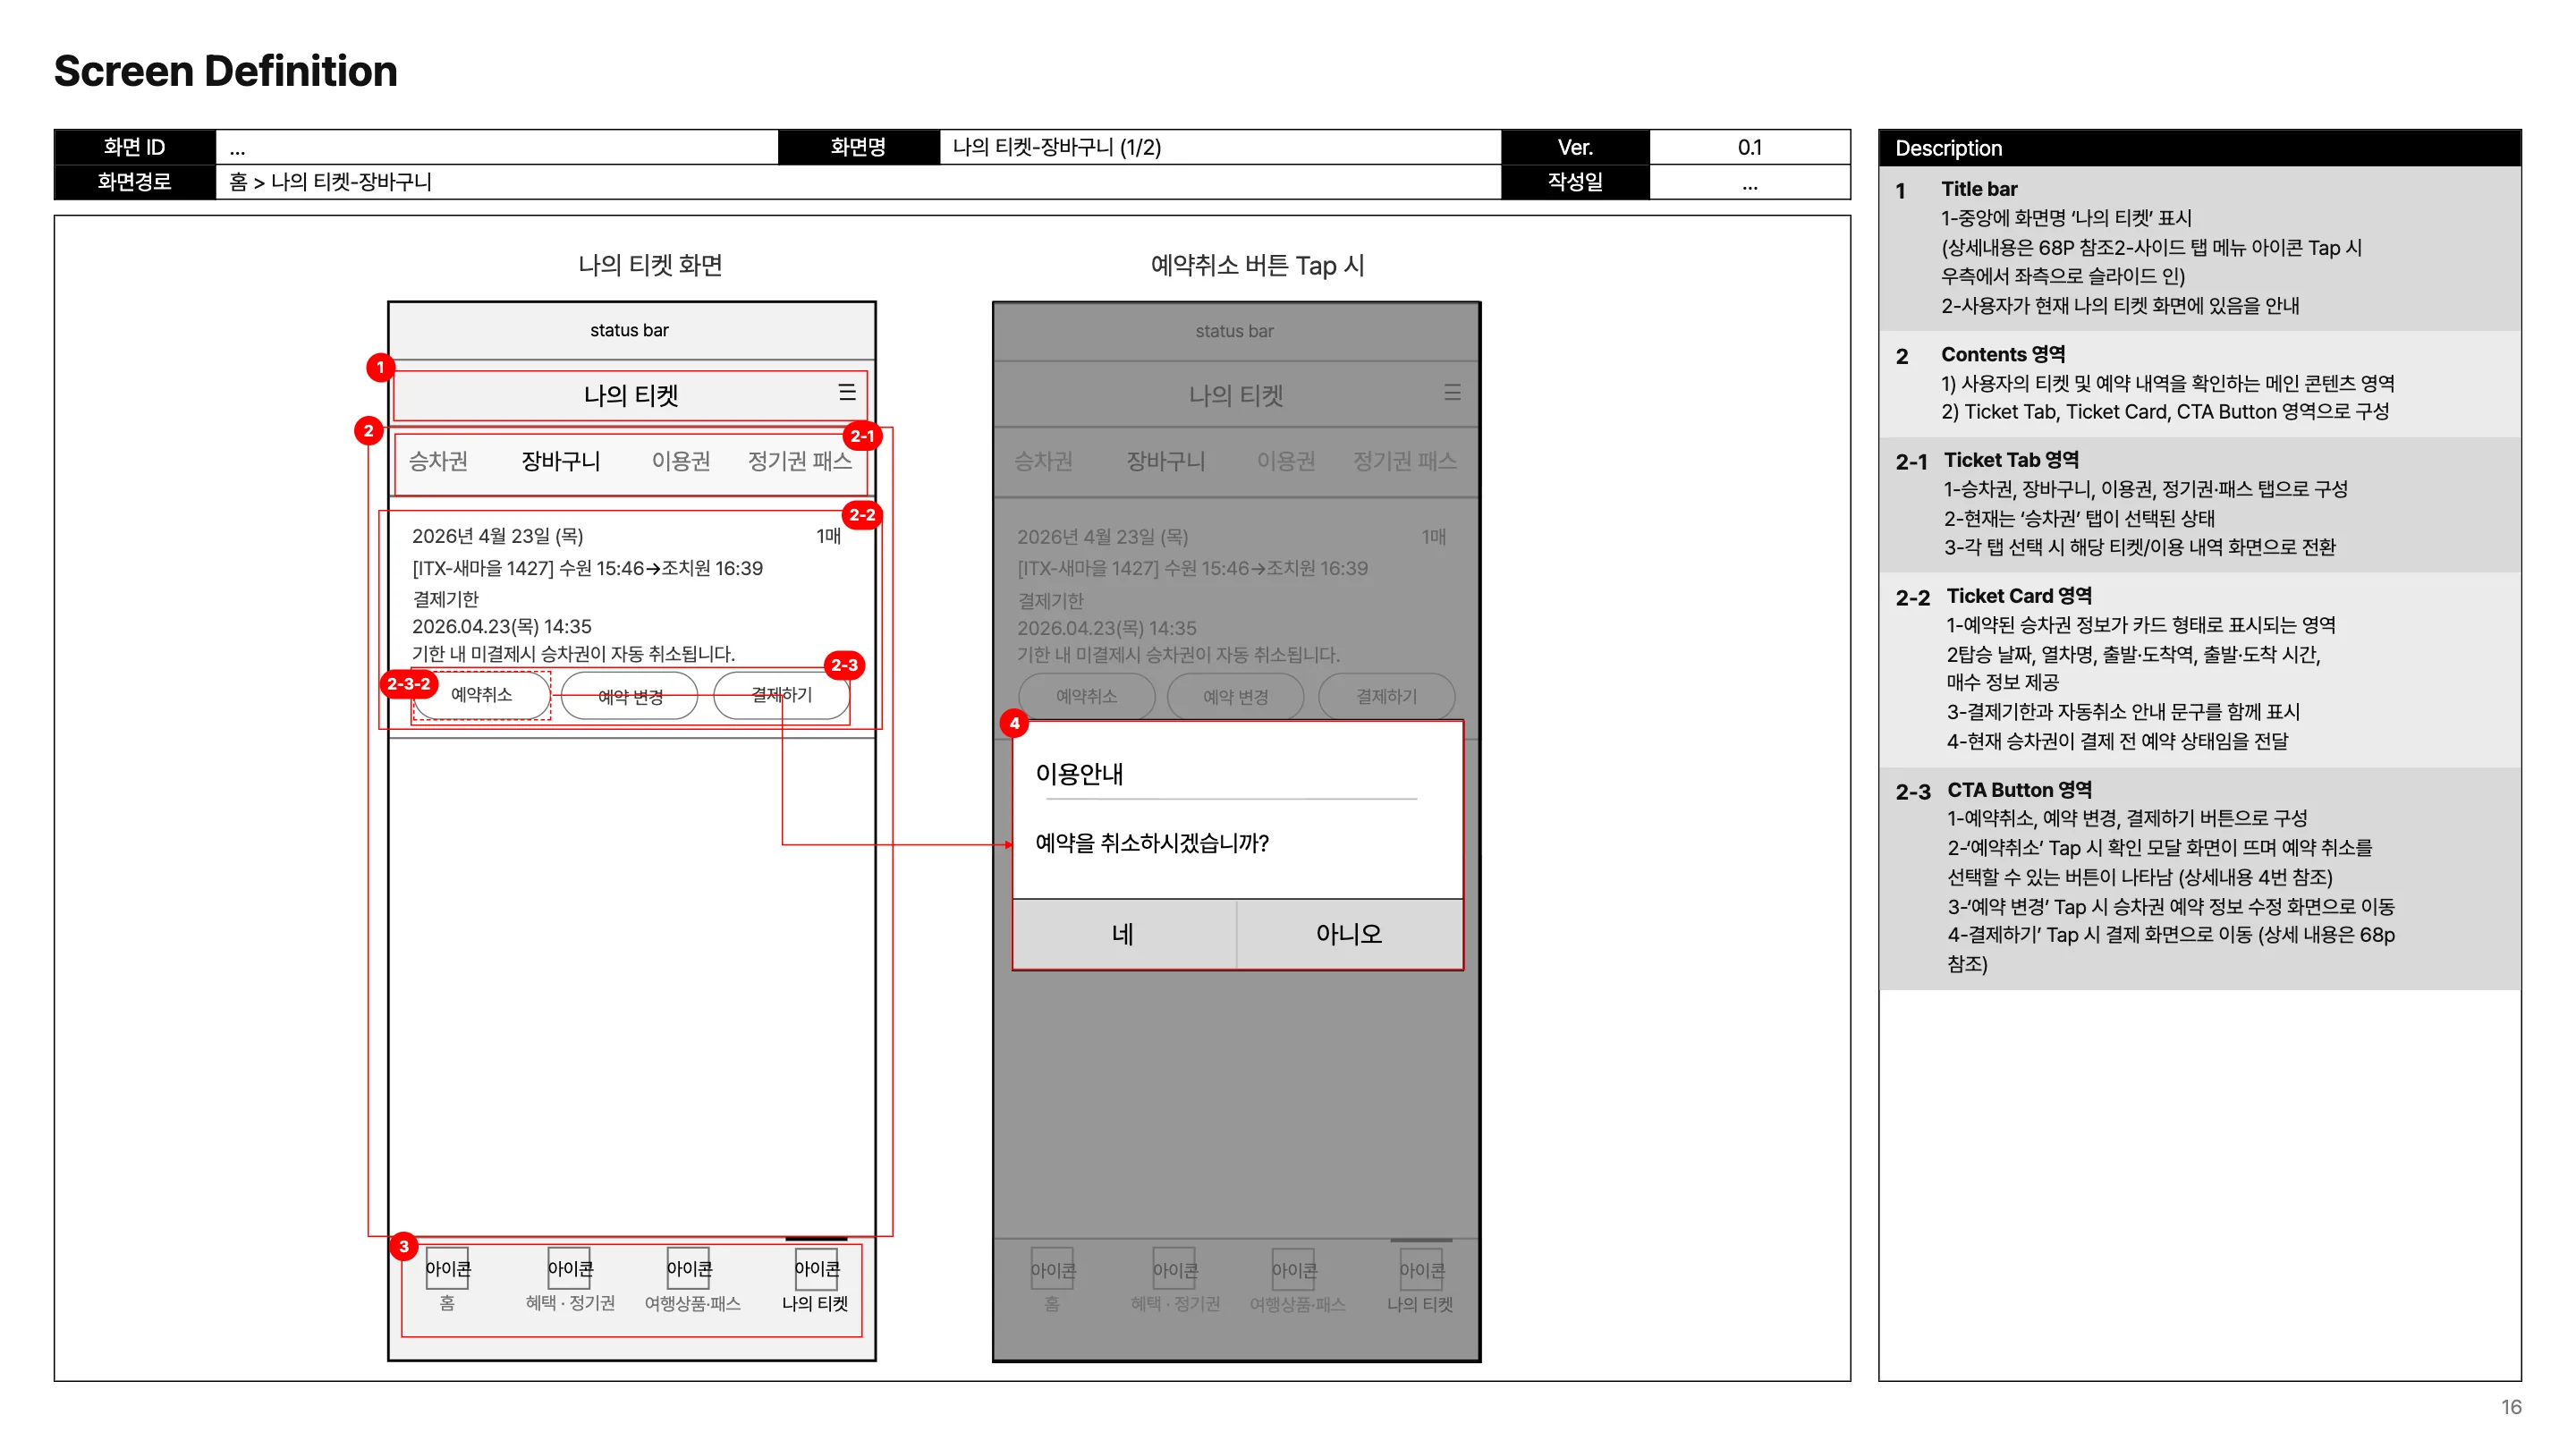 Screen Definition
화면 ID
...
화면명
나의 티켓-장바구니 (1/2)
Ver.
0.1
화면경로
홈 > 나의 티켓-장바구니
작성일
...
나의 티켓 화면
status bar
1
나의 티켓
2
2-1
승차권 장바구니 이용권 정기권 패스
2-2
2026년 4월 23일 (목) 1매
[ITX-새마을 1427] 수원 15:46→조치원 16:39
결제기한
2026.04.23(목) 14:35
기한 내 미결제시 승차권이 자동 취소됩니다.
2-3
2-3-2
예약취소 예약 변경 결제하기
3
아이콘 아이콘 아이콘 아이콘
홈 혜택 · 정기권 여행상품·패스 나의 티켓
예약취소 버튼 Tap 시
status bar
나의 티켓
승차권 장바구니 이용권 정기권 패스
2026년 4월 23일 (목) 1매
[ITX-새마을 1427] 수원 15:46→조치원 16:39
결제기한
2026.04.23(목) 14:35
기한 내 미결제시 승차권이 자동 취소됩니다.
예약취소 예약 변경 결제하기
4
이용안내
예약을 취소하시겠습니까?
네 아니오
아이콘 아이콘 아이콘 아이콘
홈 혜택 · 정기권 여행상품·패스 나의 티켓
Description
1 Title bar
1-중앙에 화면명 ‘나의 티켓’ 표시
(상세내용은 68P 참조2-사이드 탭 메뉴 아이콘 Tap 시
우측에서 좌측으로 슬라이드 인)
2-사용자가 현재 나의 티켓 화면에 있음을 안내
2 Contents 영역
1) 사용자의 티켓 및 예약 내역을 확인하는 메인 콘텐츠 영역
2) Ticket Tab, Ticket Card, CTA Button 영역으로 구성
2-1 Ticket Tab 영역
1-승차권, 장바구니, 이용권, 정기권·패스 탭으로 구성
2-현재는 ‘승차권’ 탭이 선택된 상태
3-각 탭 선택 시 해당 티켓/이용 내역 화면으로 전환
2-2 Ticket Card 영역
1-예약된 승차권 정보가 카드 형태로 표시되는 영역
2탑승 날짜, 열차명, 출발·도착역, 출발·도착 시간,
매수 정보 제공
3-결제기한과 자동취소 안내 문구를 함께 표시
4-현재 승차권이 결제 전 예약 상태임을 전달
2-3 CTA Button 영역
1-예약취소, 예약 변경, 결제하기 버튼으로 구성
2-‘예약취소’ Tap 시 확인 모달 화면이 뜨며 예약 취소를
선택할 수 있는 버튼이 나타남 (상세내용 4번 참조)
3-‘예약 변경’ Tap 시 승차권 예약 정보 수정 화면으로 이동
4-결제하기’ Tap 시 결제 화면으로 이동 (상세 내용은 68p
참조)
16